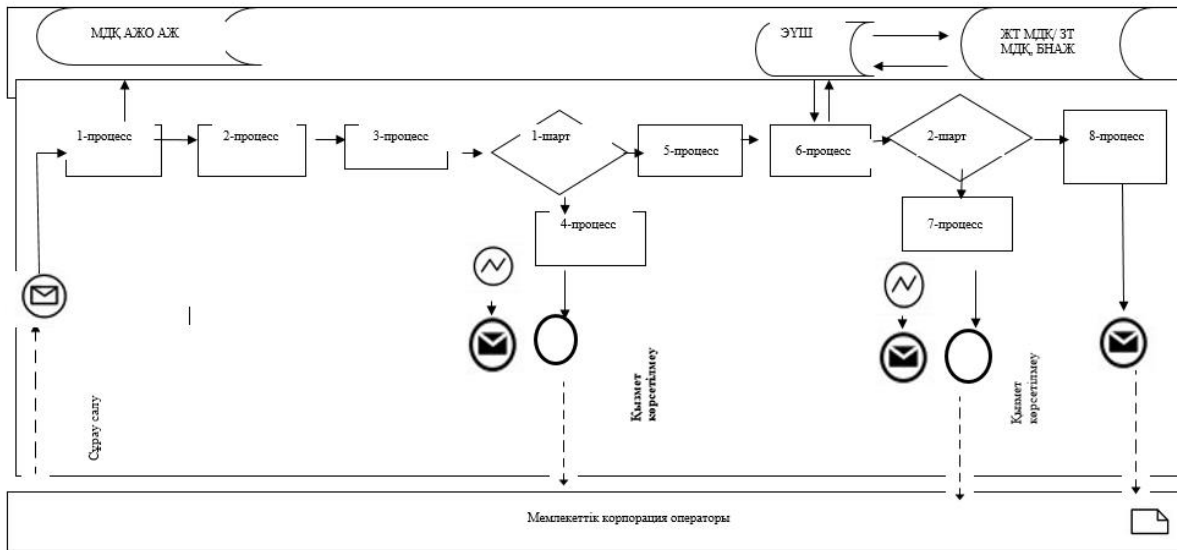 МДҚ АЖО АЖ
ЭҮШ
ЖТ МДҚ/ ЗТ
МДҚ, БНАЖ
1-процесс
2-процесс
3-процесс
1-шарт
5-процесс
6-процесс
2-шарт
8-процесс
4-процесс
7-процесс
Сұрау салу
Қызмет
көрсетілмеу
Қызмет
көрсетілмеу
Мемлекеттік корпорация операторы